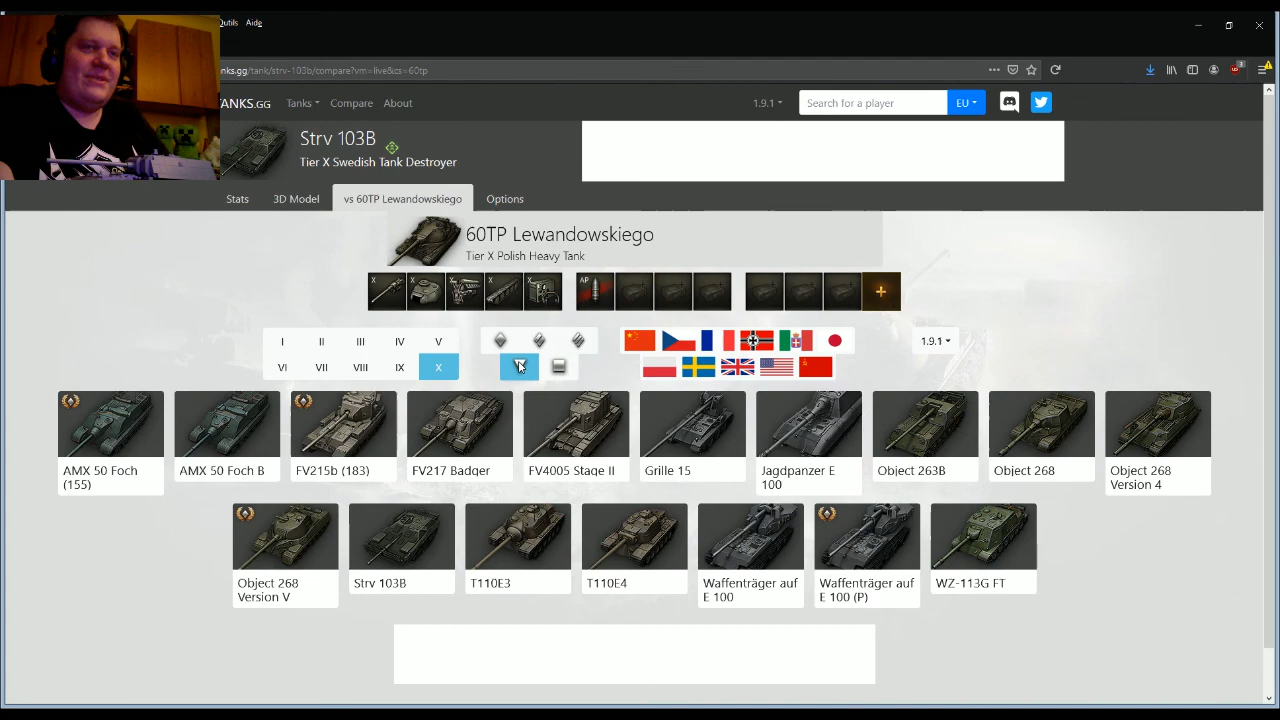 Outils Aide
nks.gg/tank/strv-103b/compare?vm=live&cs=60tp
TANKS.GG Tanks Compare About 1.9.1 Search for a player EU
Strv 103B
Tier X Swedish Tank Destroyer
Stats 3D Model vs 60TP Lewandowskiego Options
60TP Lewandowskiego
Tier X Polish Heavy Tank
X X X X X AP
I II III IV V
1.9.1
VI VII VIII IX X
AMX 50 Foch (155)
AMX 50 Foch B
FV215b (183)
FV217 Badger
FV4005 Stage II
Grille 15
Jagdpanzer E 100
Object 263B
Object 268
Object 268 Version 4
Object 268 Version V
Strv 103B
T110E3
T110E4
Waffenträger auf E 100
Waffenträger auf E 100 (P)
WZ-113G FT